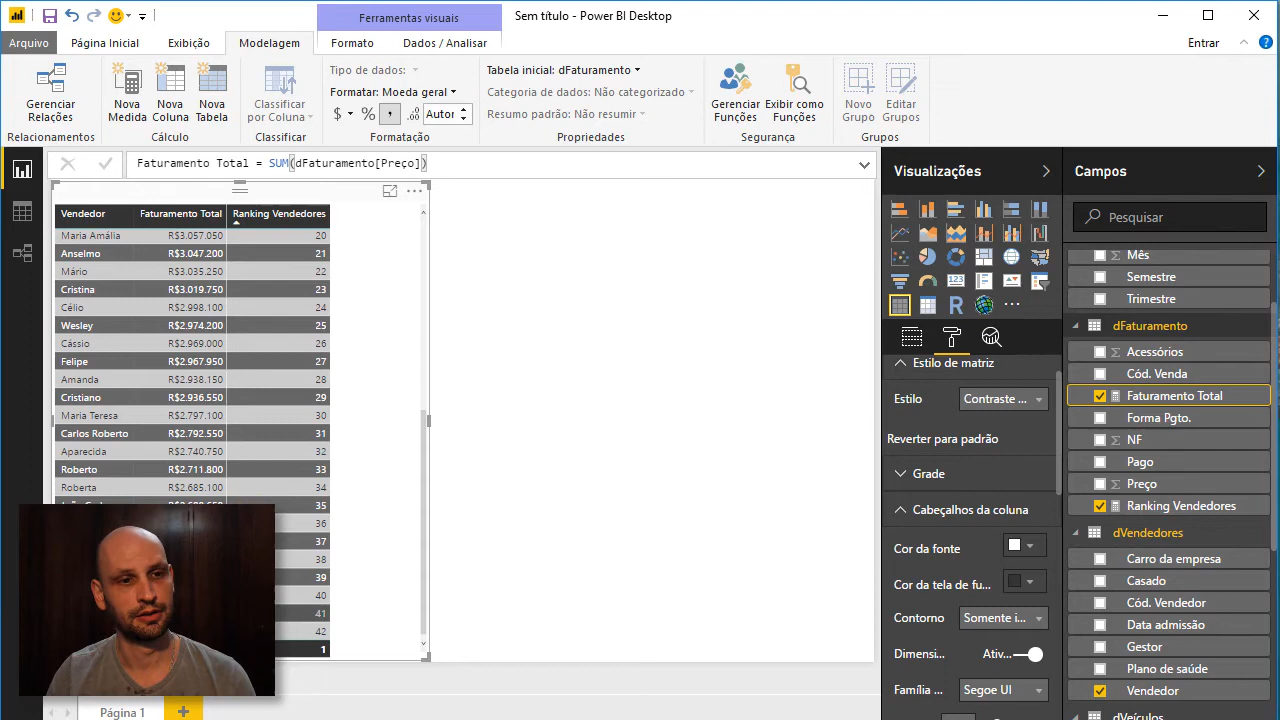 Ferramentas visuais
Sem título - Power BI Desktop
Arquivo
Página Inicial
Exibição
Modelagem
Formato
Dados / Analisar
Entrar
Gerenciar Relações
Relacionamentos
Nova Medida
Nova Coluna
Nova Tabela
Cálculo
Classificar por Coluna
Classificar
Tipo de dados:
Formatar: Moeda geral
$ % , .00 Autor
Formatação
Tabela inicial: dFaturamento
Categoria de dados: Não categorizado
Resumo padrão: Não resumir
Propriedades
Gerenciar Funções
Exibir como Funções
Segurança
Novo Grupo
Editar Grupos
Grupos
Faturamento Total = SUM(dFaturamento[Preço])
Vendedor Faturamento Total Ranking Vendedores
Maria Amália R$3.057.050 20
Anselmo R$3.047.200 21
Mário R$3.035.250 22
Cristina R$3.019.750 23
Célio R$2.998.100 24
Wesley R$2.974.200 25
Cássio R$2.969.000 26
Felipe R$2.967.950 27
Amanda R$2.938.150 28
Cristiano R$2.936.550 29
Maria Teresa R$2.797.100 30
Carlos Roberto R$2.792.550 31
Aparecida R$2.740.750 32
Roberto R$2.711.800 33
Roberta R$2.685.100 34
35
36
37
38
39
40
41
42
1
Página 1
Visualizações
R
Estilo de matriz
Estilo Contraste ...
Reverter para padrão
Grade
Cabeçalhos da coluna
Cor da fonte
Cor da tela de fu...
Contorno Somente i...
Dimensi... Ativ...
Família ... Segoe UI
Campos
Pesquisar
Mês
Semestre
Trimestre
dFaturamento
Acessórios
Cód. Venda
Faturamento Total
Forma Pgto.
NF
Pago
Preço
Ranking Vendedores
dVendedores
Carro da empresa
Casado
Cód. Vendedor
Data admissão
Gestor
Plano de saúde
Vendedor
dVeículos